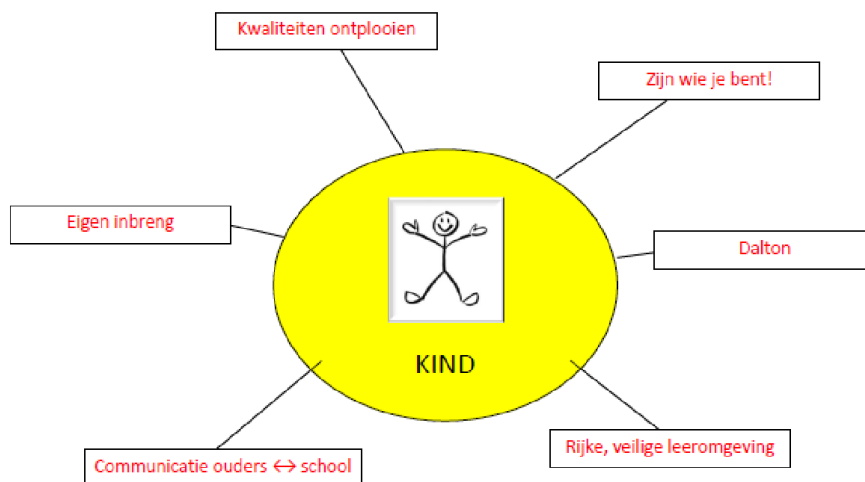 Kwaliteiten ontplooien
Zijn wie je bent!
Eigen inbreng
Dalton
KIND
Rijke, veilige leeromgeving
Communicatie ouders ↔ school